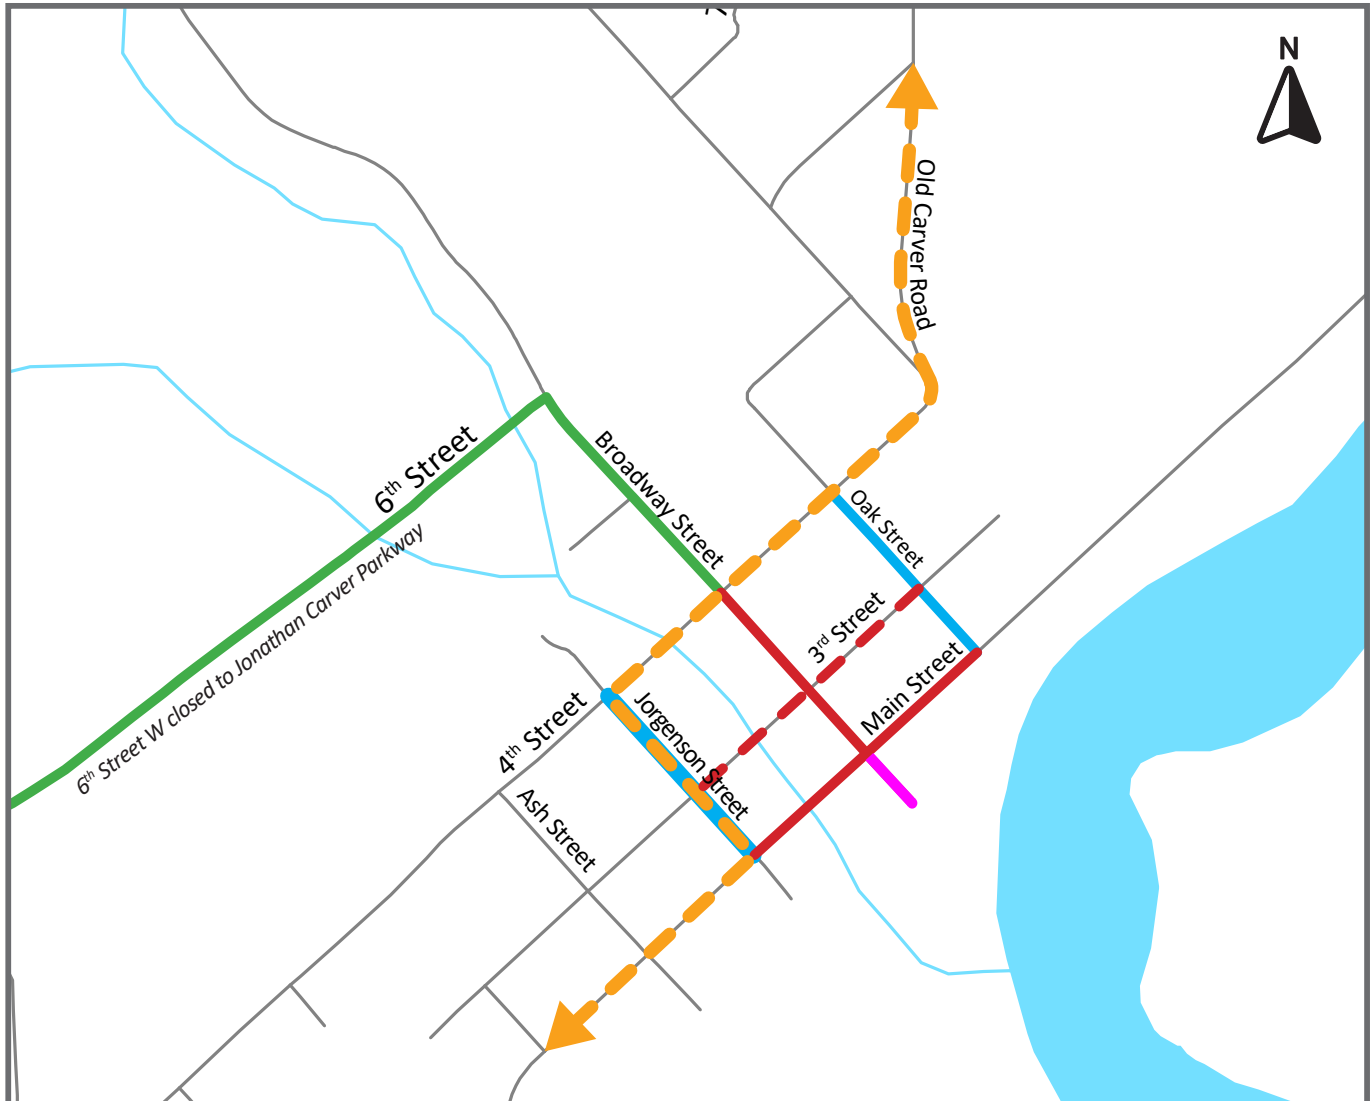 N
Old Carver Road
6th Street
Broadway Street
Oak Street
6th Street W closed to Jonathan Carver Parkway
3rd Street
Main Street
4th Street
Jorgenson Street
Ash Street